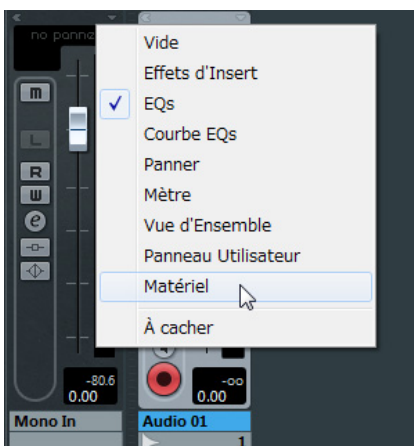 no panne
m
L
R
W
e
Vide
Effets d'Insert
EQs
Courbe EQs
Panner
Mètre
Vue d'Ensemble
Panneau Utilisateur
Matériel
À cacher
-80.6
0.00
-oo
0.00
Mono In
Audio 01
1